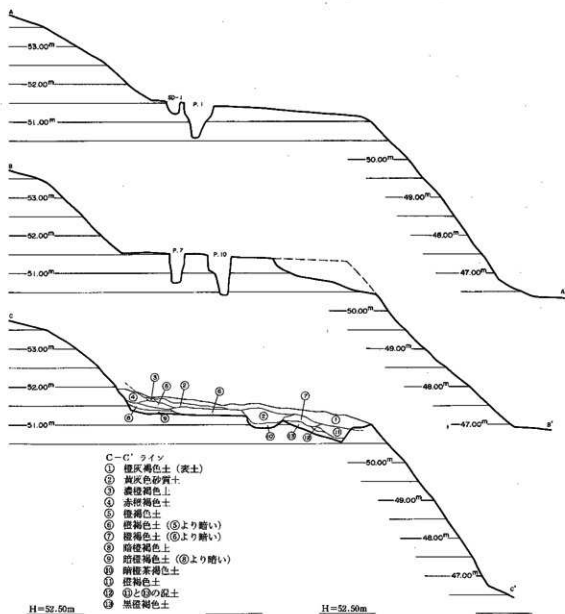 A
53.00m
52.00m
SD-1
P.1
51.00m
50.00m
49.00m
48.00m
47.00m
A'
B
53.00m
52.00m
P.7
P.10
51.00m
50.00m
49.00m
48.00m
47.00m
B'
C
53.00m
52.00m
51.00m
50.00m
49.00m
48.00m
47.00m
C'
C-C' ライン
① 橙灰褐色土 (表土)
② 黄灰色砂質土
③ 濃橙褐色土
④ 赤橙褐色土
⑤ 橙褐色土
⑥ 橙褐色土 (⑤より暗い)
⑦ 橙褐色土 (⑥より暗い)
⑧ 暗橙褐色土
⑨ 暗橙褐色土 (⑧より暗い)
⑩ 暗橙茶褐色土
⑪ 橙褐色土
⑫ ⑪と⑬の混土
⑬ 黒橙褐色土
H=52.50m
H=52.50m